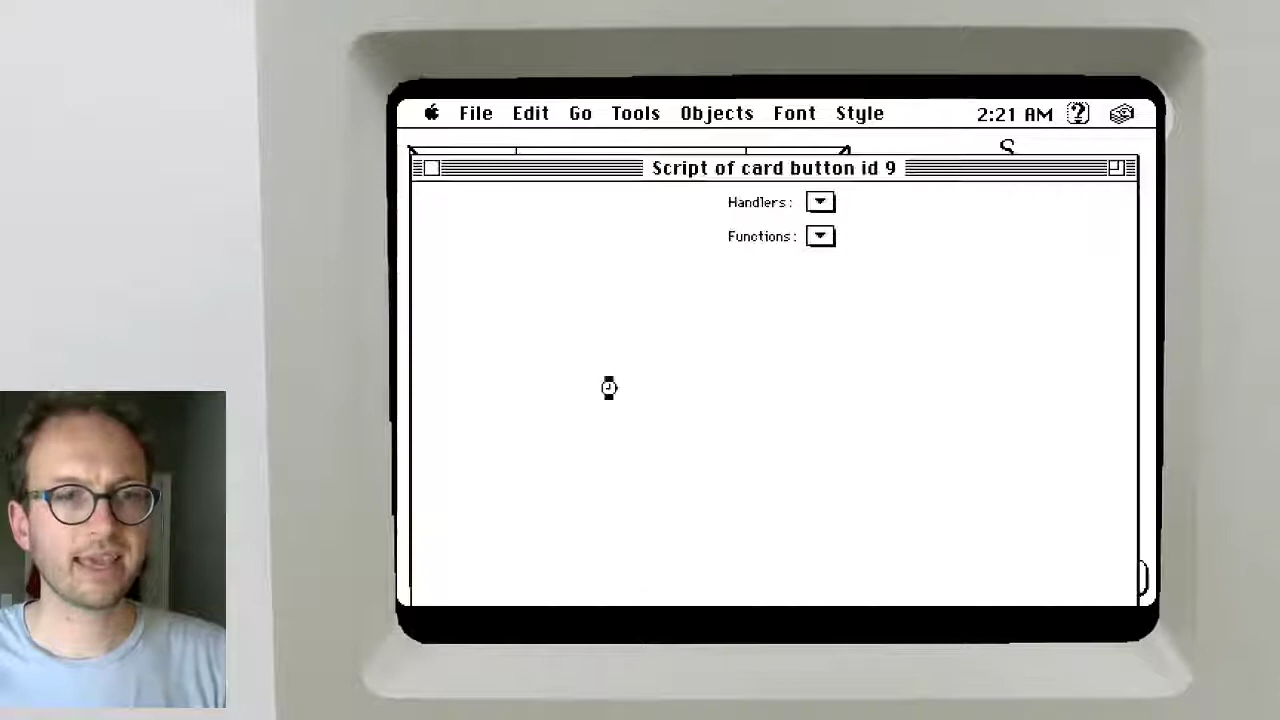 File Edit Go Tools Objects Font Style 2:21 AM
S
Script of card button id 9
Handlers:
Functions: